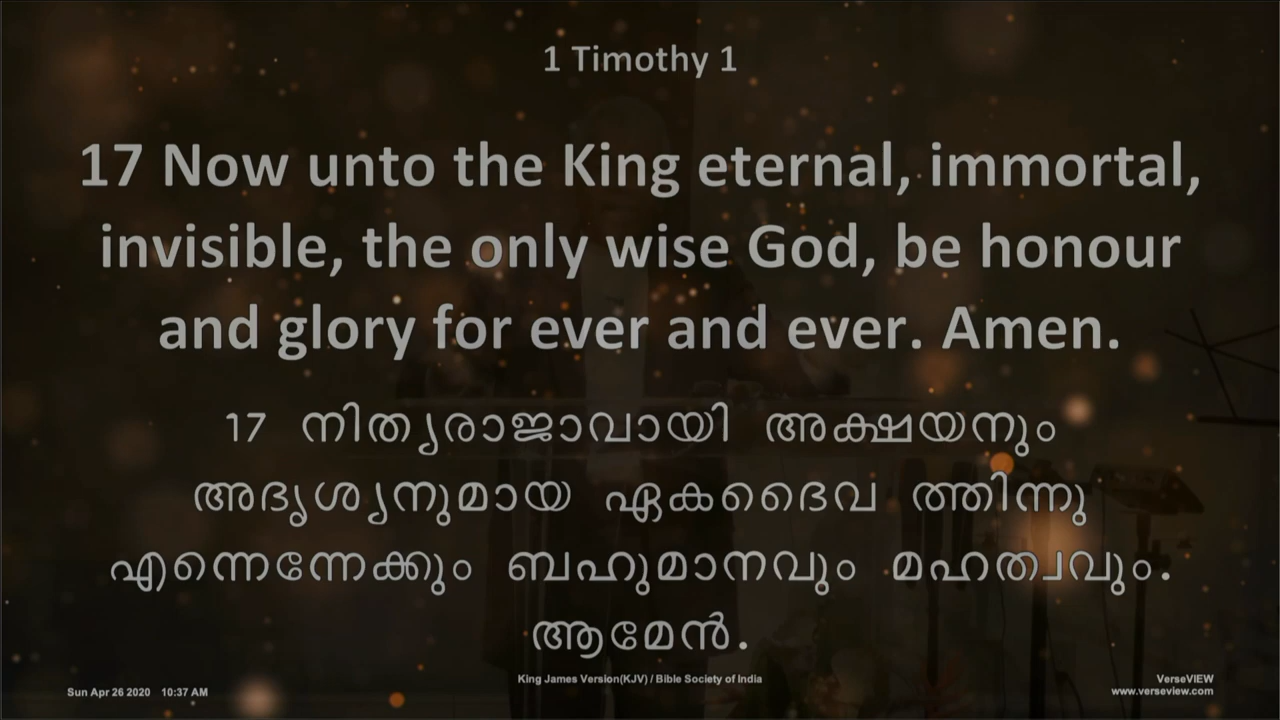 1 Timothy 1
17 Now unto the King eternal, immortal,
invisible, the only wise God, be honour
and glory for ever and ever. Amen.
17 നിത്യരാജാവായി അക്ഷയനും
അദൃശ്യനുമായ ഏകദൈവ ത്തിന്നു
എന്നെന്നേക്കും ബഹുമാനവും മഹത്വവും.
ആമേൻ.
King James Version(KJV) / Bible Society of India
Sun Apr 26 2020 10:37 AM
VerseVIEW
www.verseview.com